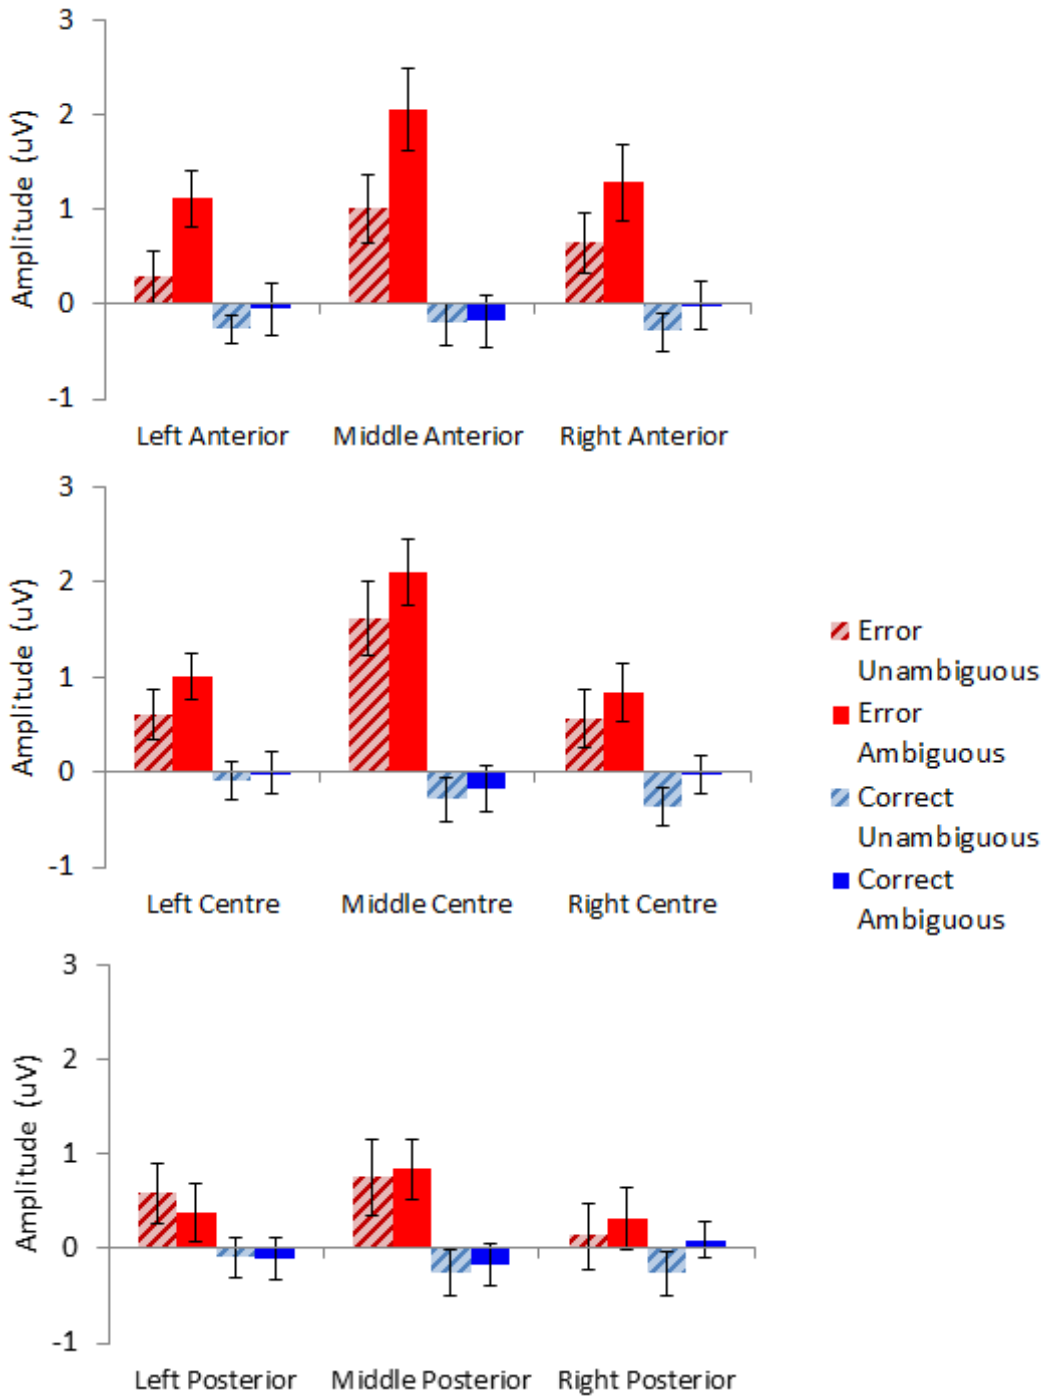 3
2
1
0
-1
Amplitude (uV)
Left Anterior Middle Anterior Right Anterior
3
2
1
0
-1
Amplitude (uV)
Left Centre Middle Centre Right Centre
Error
Unambiguous
Error
Ambiguous
Correct
Unambiguous
Correct
Ambiguous
3
2
1
0
-1
Amplitude (uV)
Left Posterior Middle Posterior Right Posterior